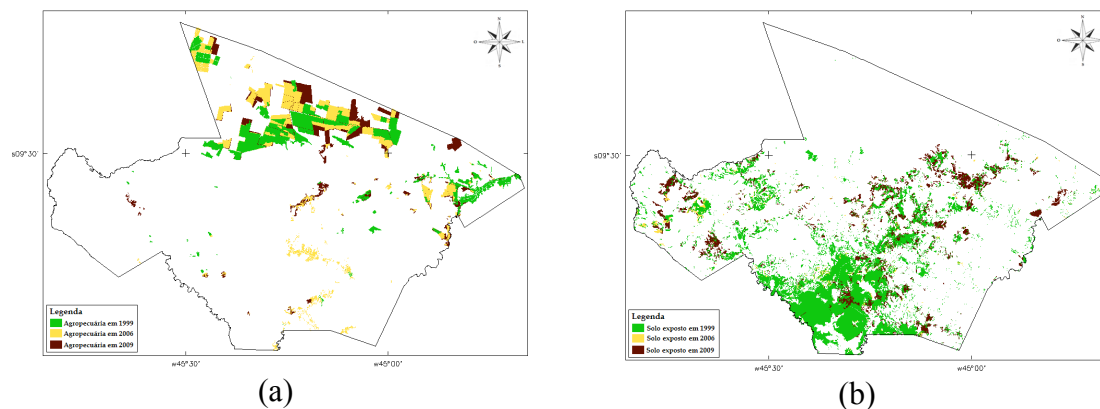 N
O
L
S
s09°30'
Legenda
Agropecuária em 1999
Agropecuária em 2006
Agropecuária em 2009
w45°30'
w45°00'
(a)
N
O
L
S
s09°30'
Legenda
Solo exposto em 1999
Solo exposto em 2006
Solo exposto em 2009
w45°30'
w45°00'
(b)